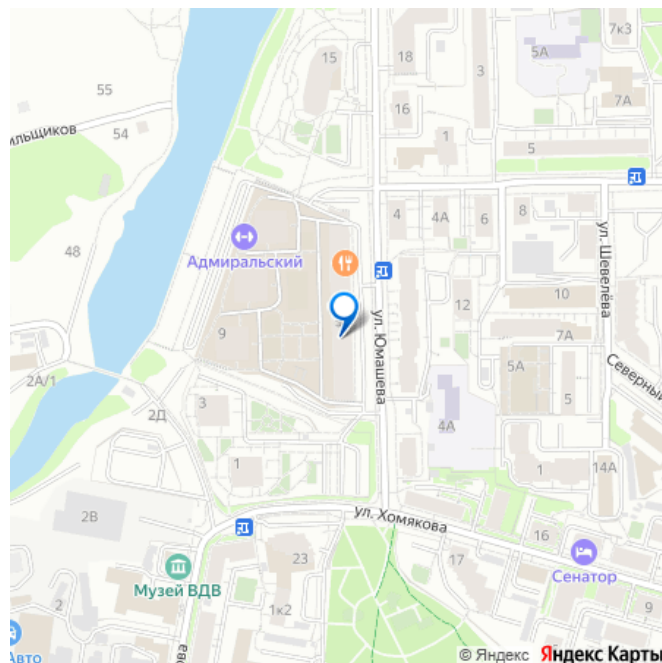 15
18
3
5А
7к3
7А
55
16
1
5
ильщиков
54
4
4А
6
8
ул. Шевелёва
Адмиральский
48
10
12
ул. Юмашева
9
7А
Северный
2А/1
5А
5
3
2Д
4А
1
1
14А
2В
ул. Хомякова
16
23
17
Сенатор
Музей ВДВ
2
1к2
9
Авто
ова
© Яндекс Яндекс Карты